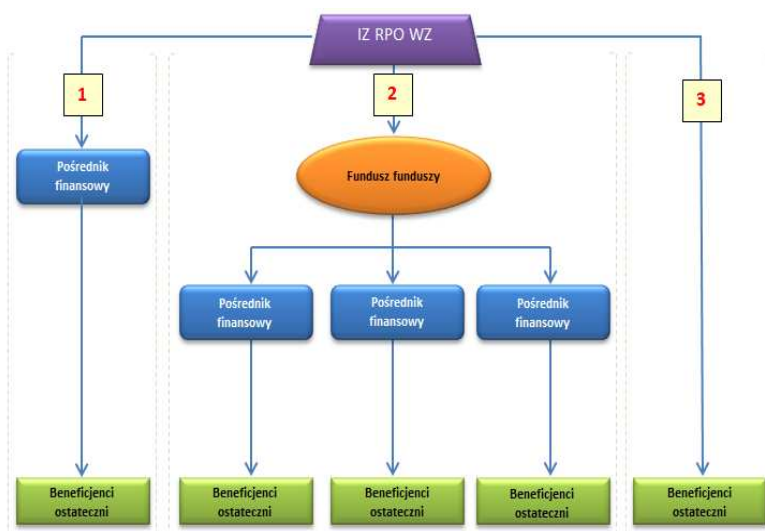 IZ RPO WZ
1
2
3
Pośrednik
finansowy
Fundusz funduszy
Pośrednik
finansowy
Pośrednik
finansowy
Pośrednik
finansowy
Beneficjenci
ostateczni
Beneficjenci
ostateczni
Beneficjenci
ostateczni
Beneficjenci
ostateczni
Beneficjenci
ostateczni